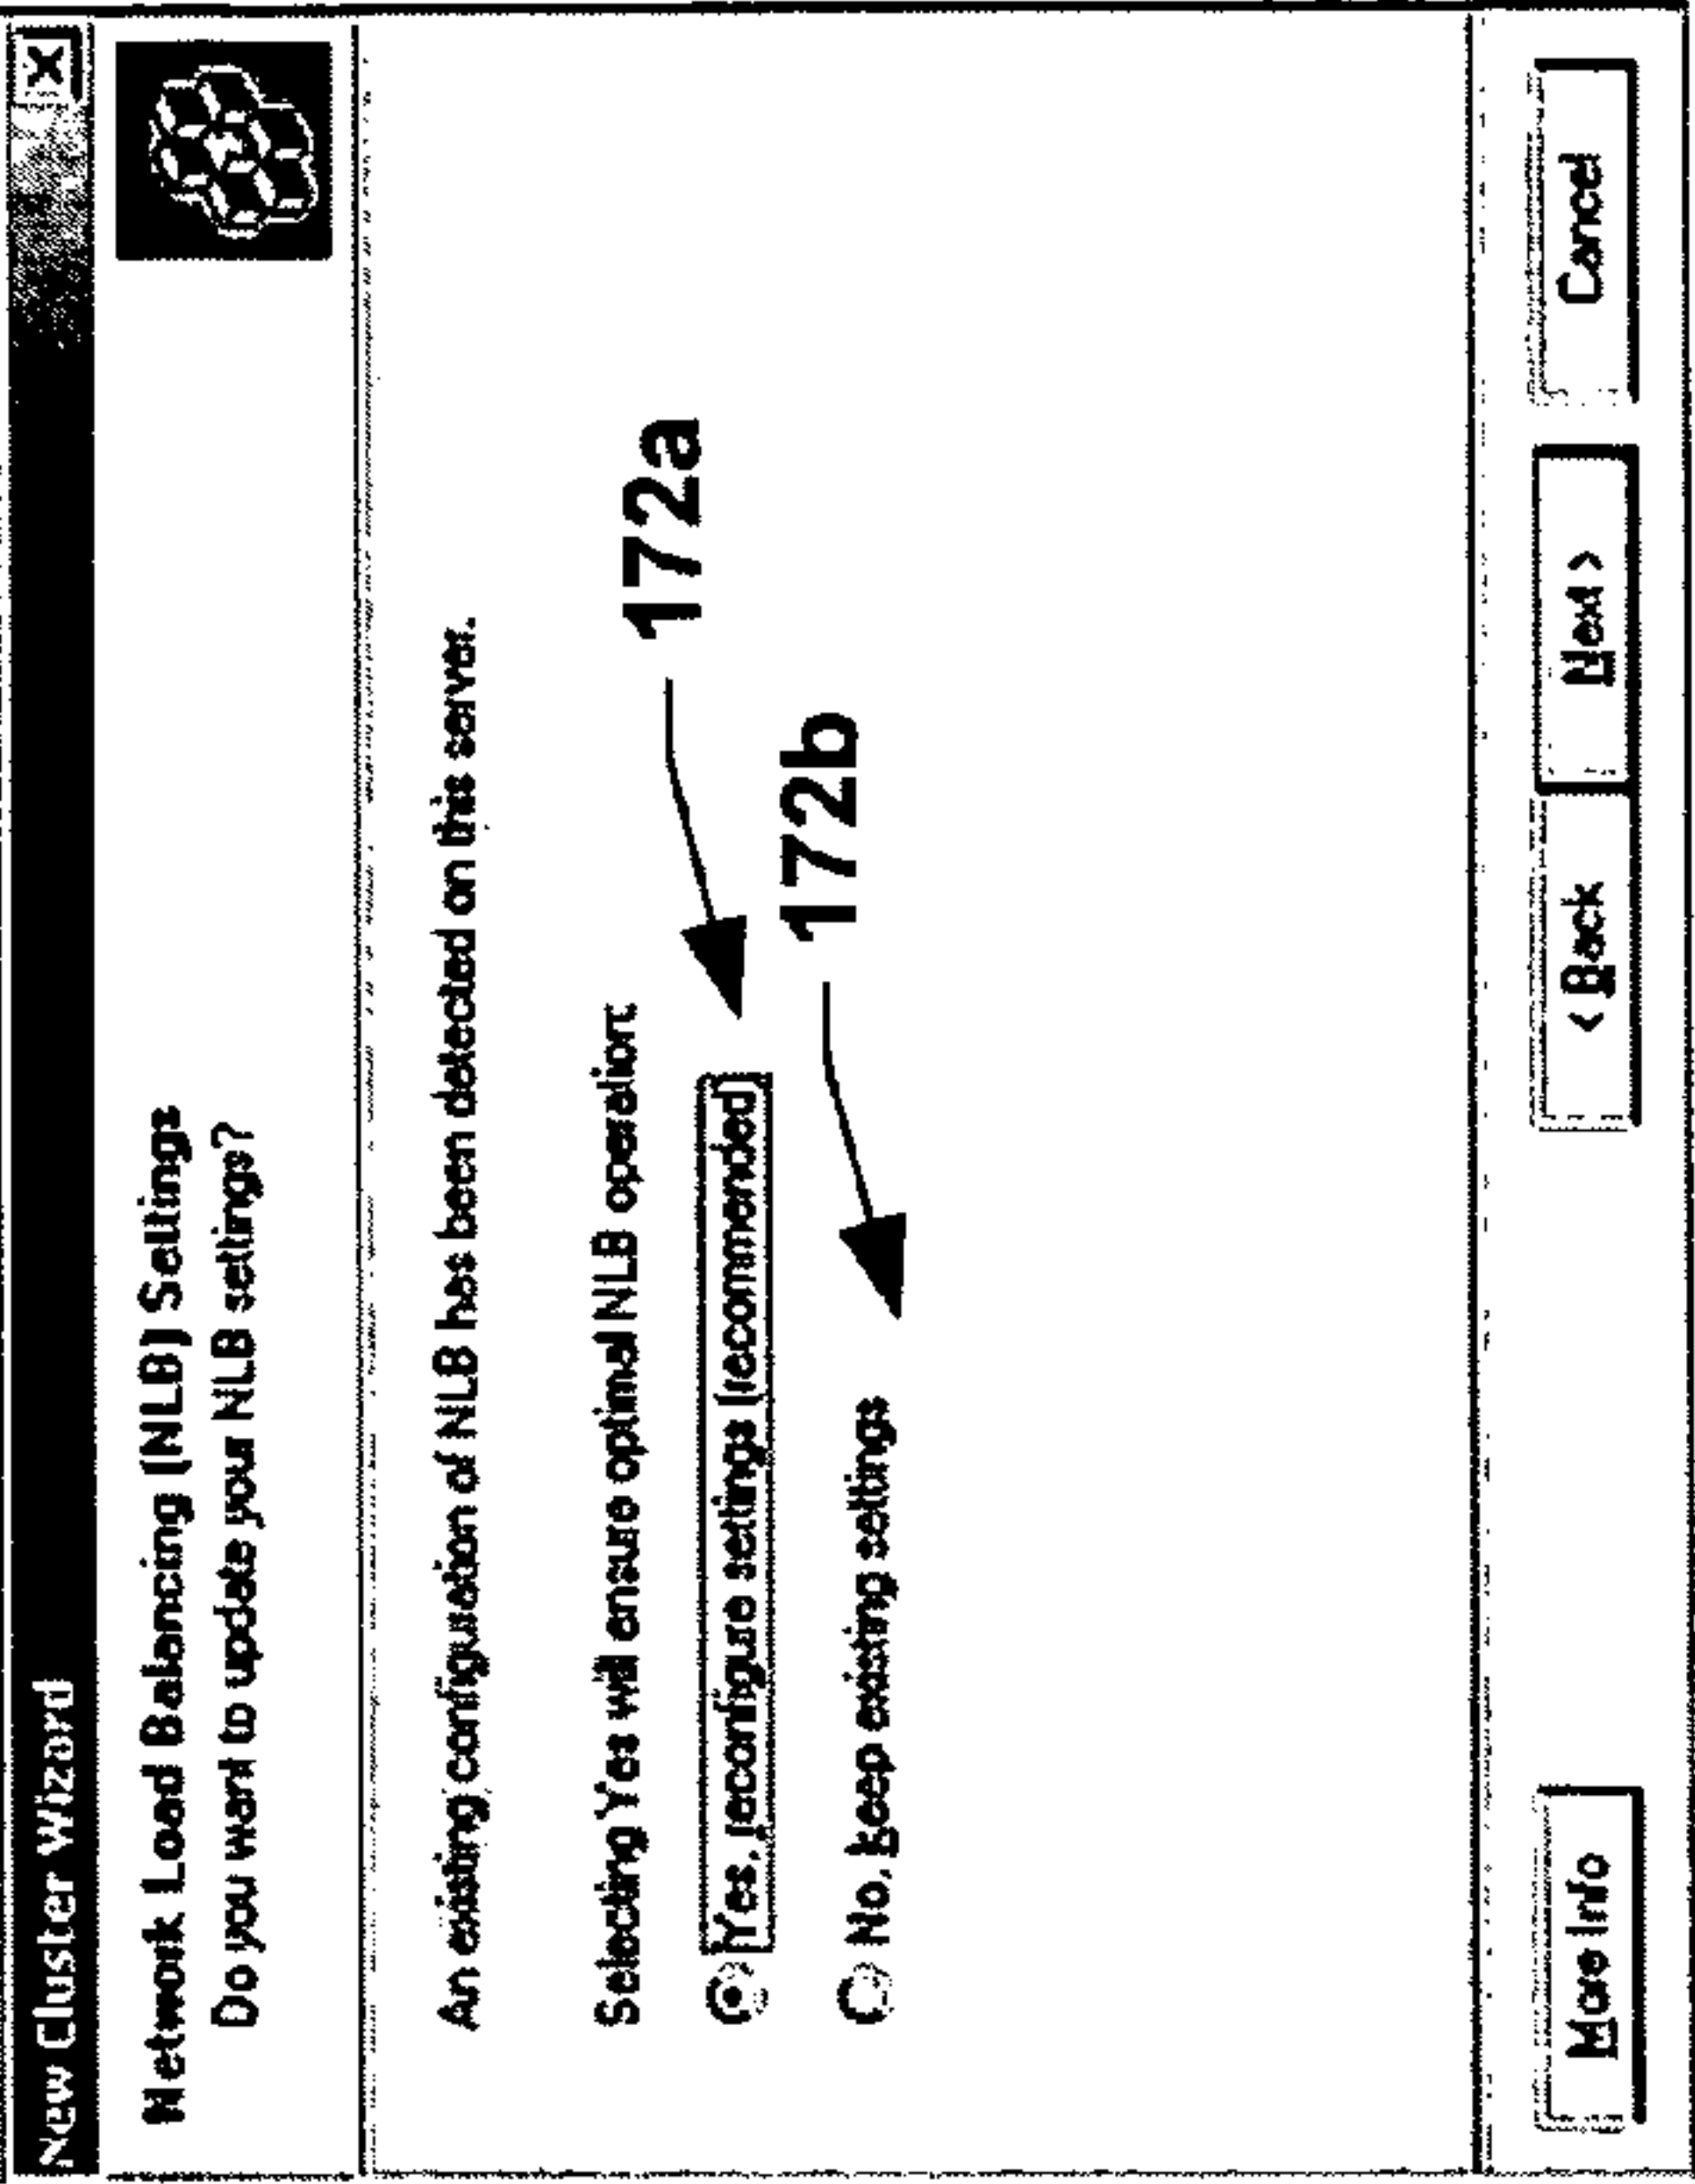 New Cluster Wizard
Network Load Balancing (NLB) Settings
Do you want to update your NLB settings?
An existing configuration of NLB has been detected on this server.
Selecting Yes will ensure optimal NLB operation:
172a
Yes, reconfigure settings (recommended)
172b
No, keep existing settings
More Info
< Back
Next >
Cancel